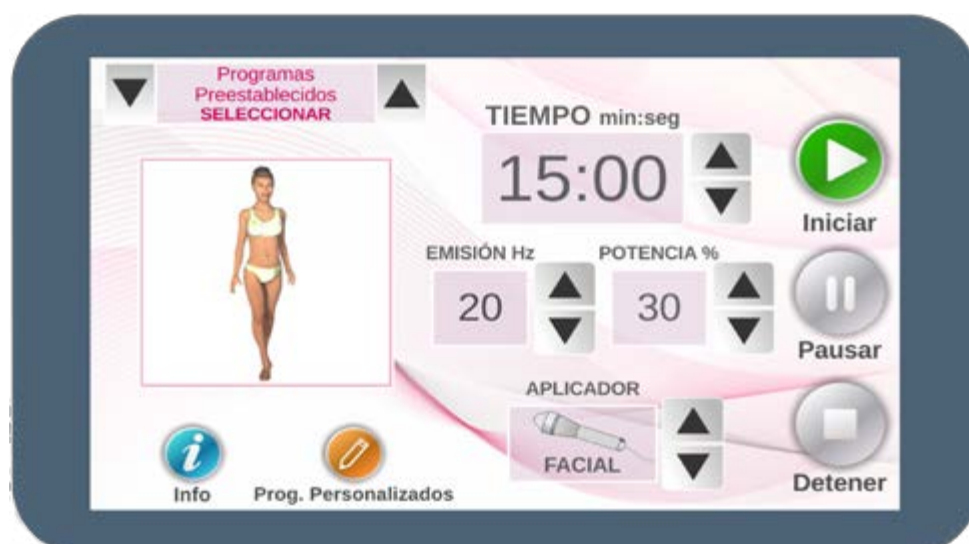 Programas
Preestablecidos
SELECCIONAR
TIEMPO min:seg
15:00
Iniciar
EMISIÓN Hz
POTENCIA %
20
30
Pausar
APLICADOR
FACIAL
Detener
i
Info
Prog. Personalizados